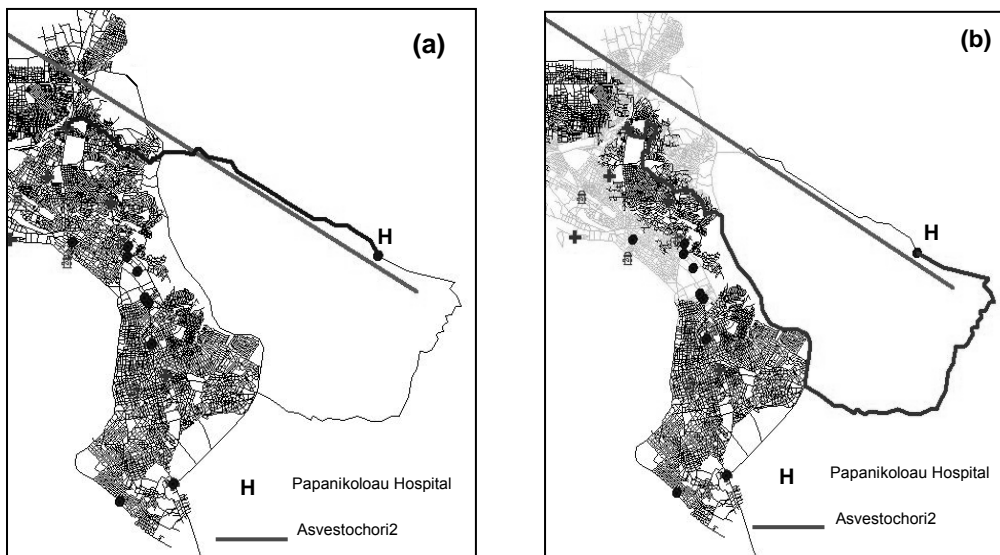 (a)
H
H Papanikoloau Hospital
Asvestochori2
(b)
H
H Papanikoloau Hospital
Asvestochori2